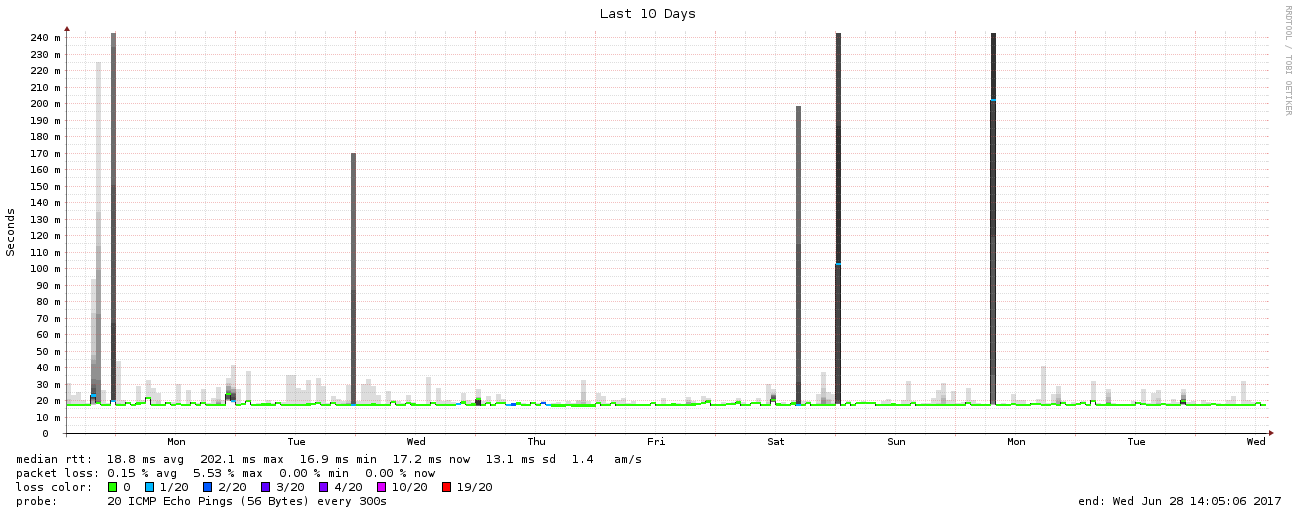 Last 10 Days
RRDTOOL / TOBI OETIKER
Seconds
240 m
230 m
220 m
210 m
200 m
190 m
180 m
170 m
160 m
150 m
140 m
130 m
120 m
110 m
100 m
90 m
80 m
70 m
60 m
50 m
40 m
30 m
20 m
10 m
0
Mon Tue Wed Thu Fri Sat Sun Mon Tue Wed
median rtt: 18.8 ms avg 202.1 ms max 16.9 ms min 17.2 ms now 13.1 ms sd 1.4 am/s
packet loss: 0.15 % avg 5.53 % max 0.00 % min 0.00 % now
loss color: 0 1/20 2/20 3/20 4/20 10/20 19/20
probe: 20 ICMP Echo Pings (56 Bytes) every 300s end: Wed Jun 28 14:05:06 2017